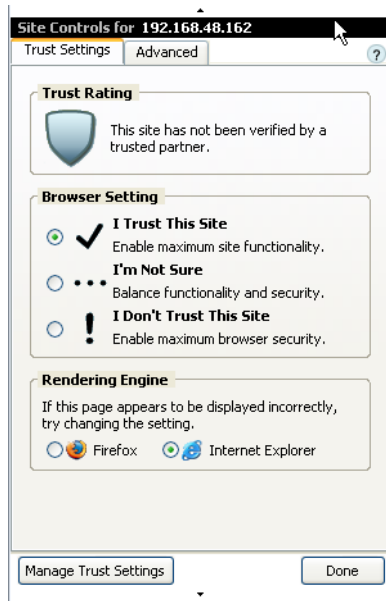 Site Controls for 192.168.48.162
Trust Settings Advanced ?
Trust Rating
This site has not been verified by a
trusted partner.
Browser Setting
I Trust This Site
Enable maximum site functionality.
I'm Not Sure
Balance functionality and security.
I Don't Trust This Site
Enable maximum browser security.
Rendering Engine
If this page appears to be displayed incorrectly,
try changing the setting.
Firefox Internet Explorer
Manage Trust Settings Done